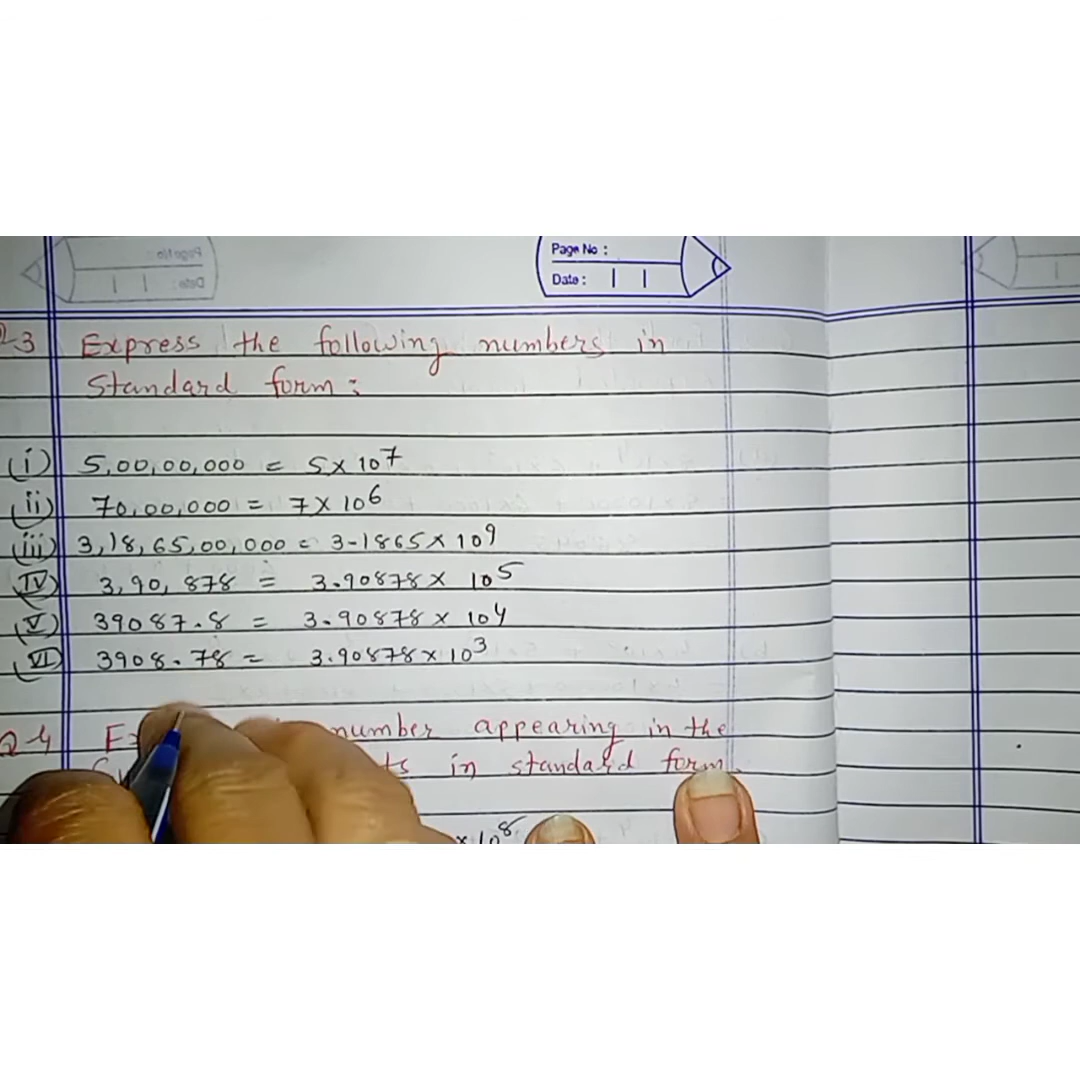 Page No :
Date :
Q-3 Express the following numbers in
Standard form :
(i) 5,00,00,000 = 5 × 10⁷
(ii) 70,00,000 = 7 × 10⁶
(iii) 3,18,65,00,000 = 3-1865 × 10⁹
(IV) 3,90,878 = 3.90878 × 10⁵
(V) 39087.8 = 3.90878 × 10⁴
(VI) 3908.78 = 3.90878 × 10³
Q-4 number appearing in the
in standard form
× 10⁸